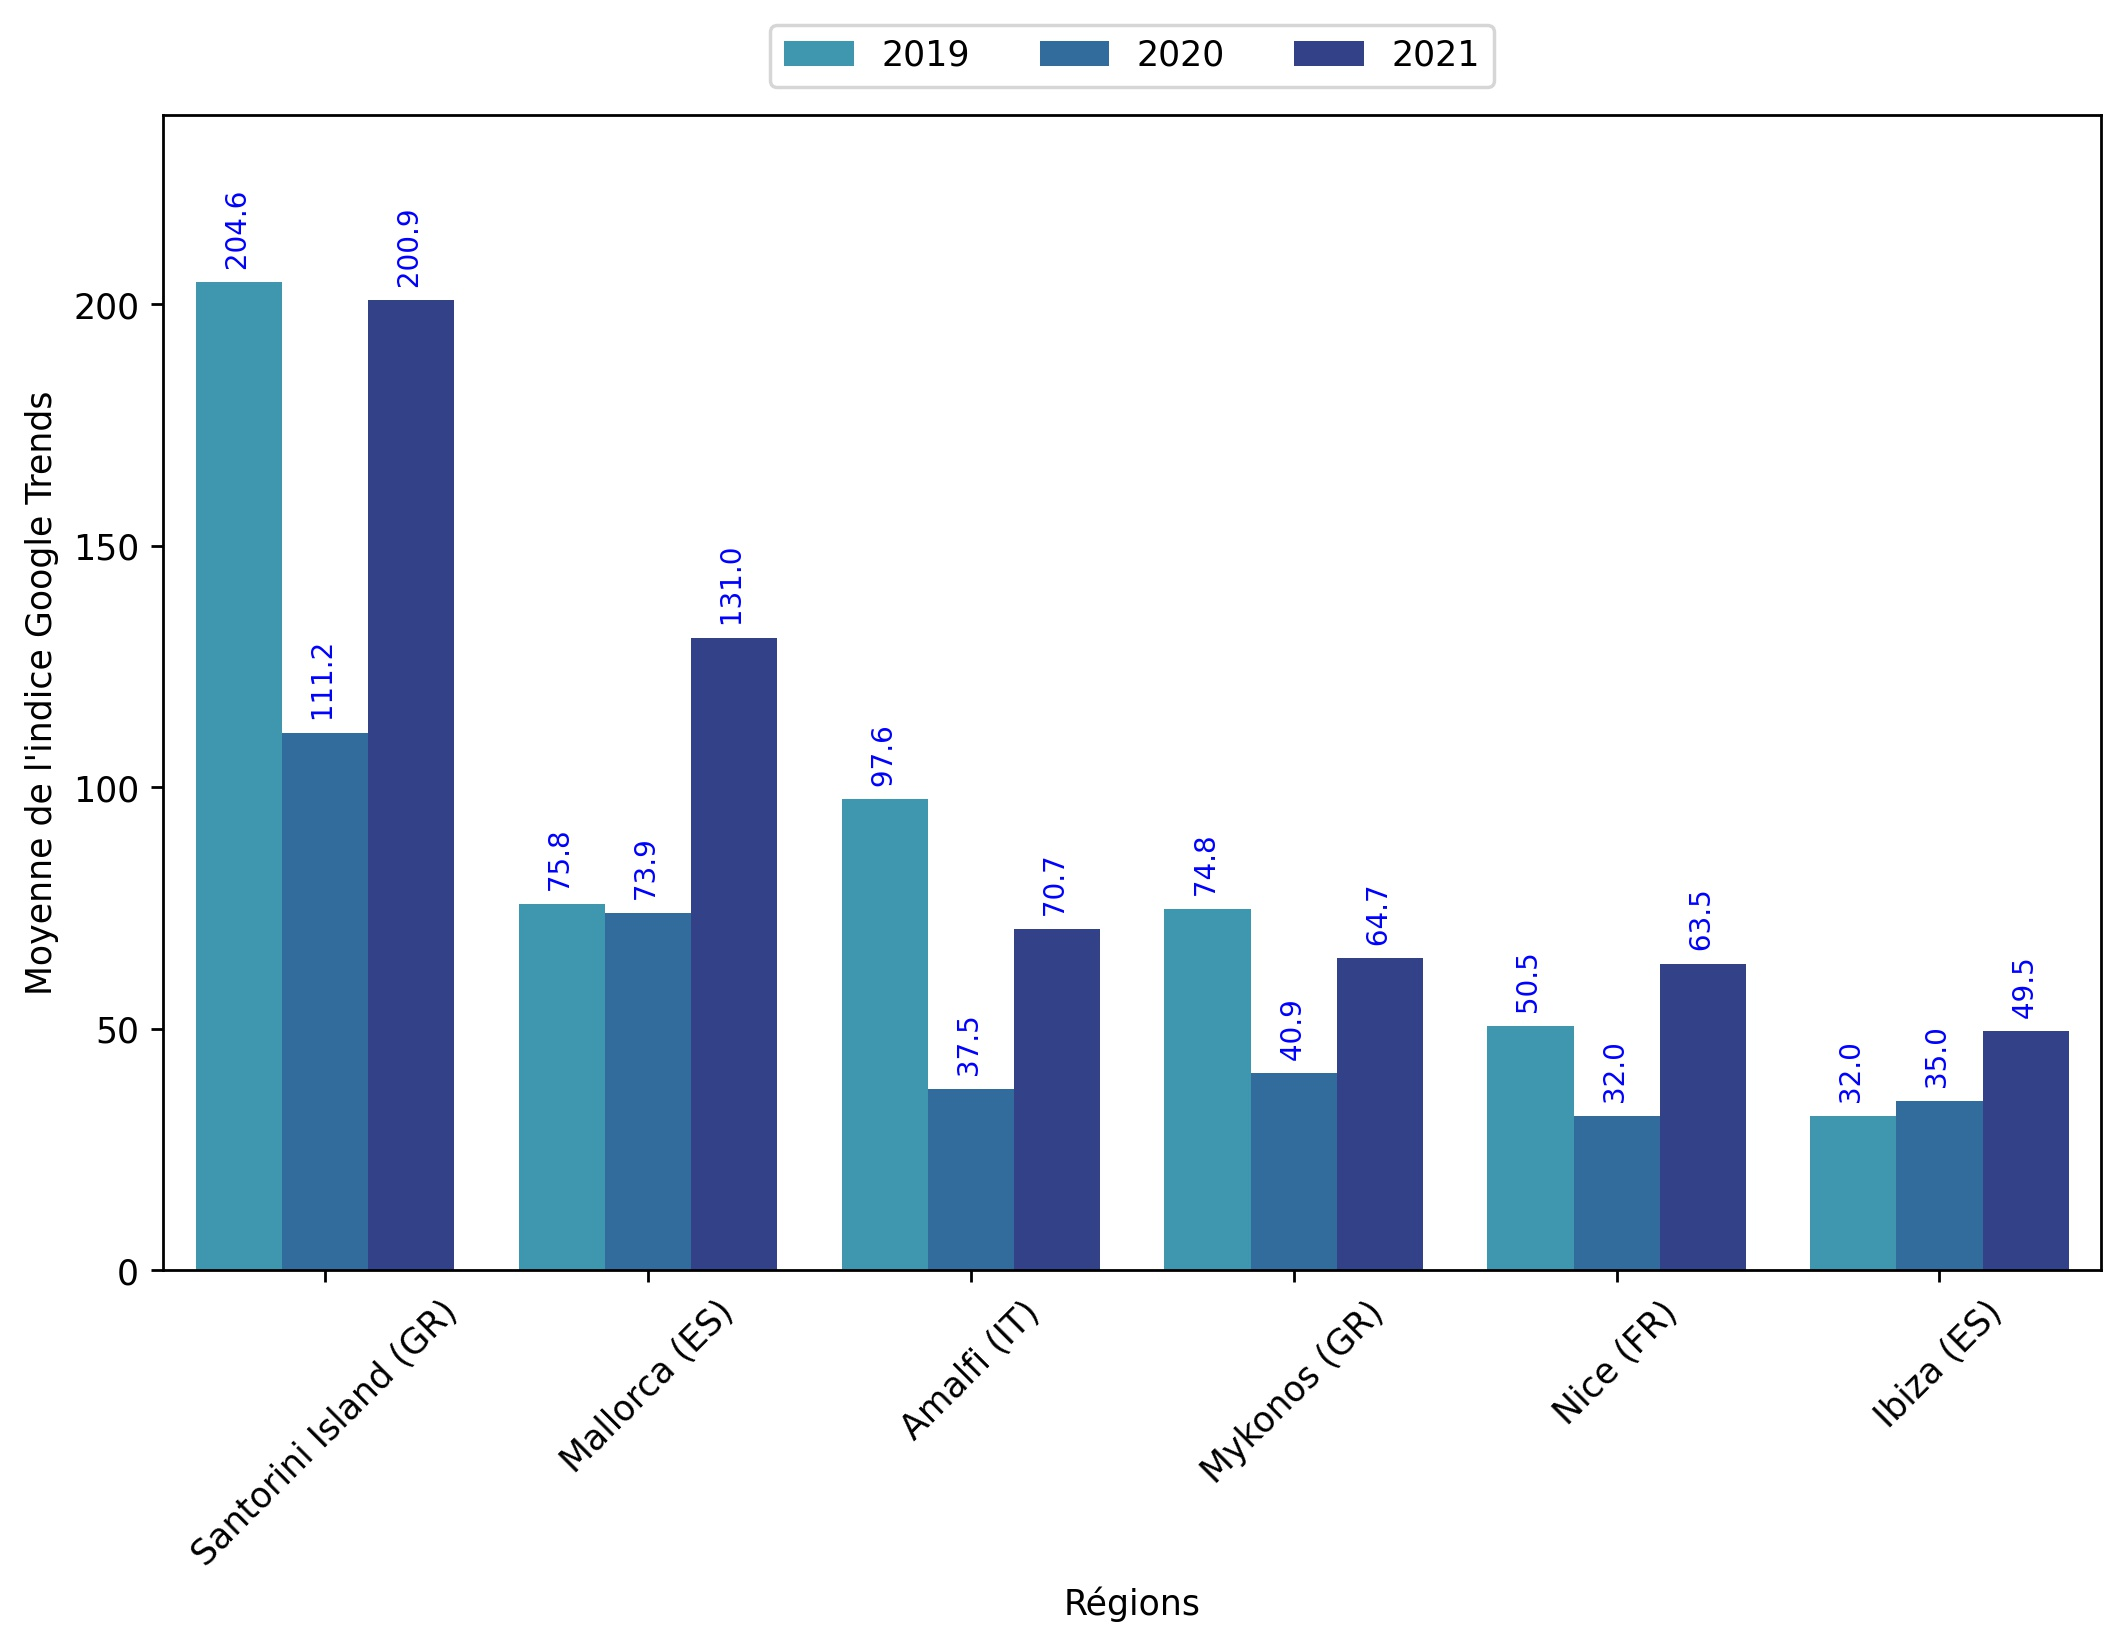 2019 2020 2021
Moyenne de l'indice Google Trends
200
150
100
50
0
204.6
111.2
200.9
75.8
73.9
131.0
97.6
37.5
70.7
74.8
40.9
64.7
50.5
32.0
63.5
32.0
35.0
49.5
Santorini Island (GR)
Mallorca (ES)
Amalfi (IT)
Mykonos (GR)
Nice (FR)
Ibiza (ES)
Régions